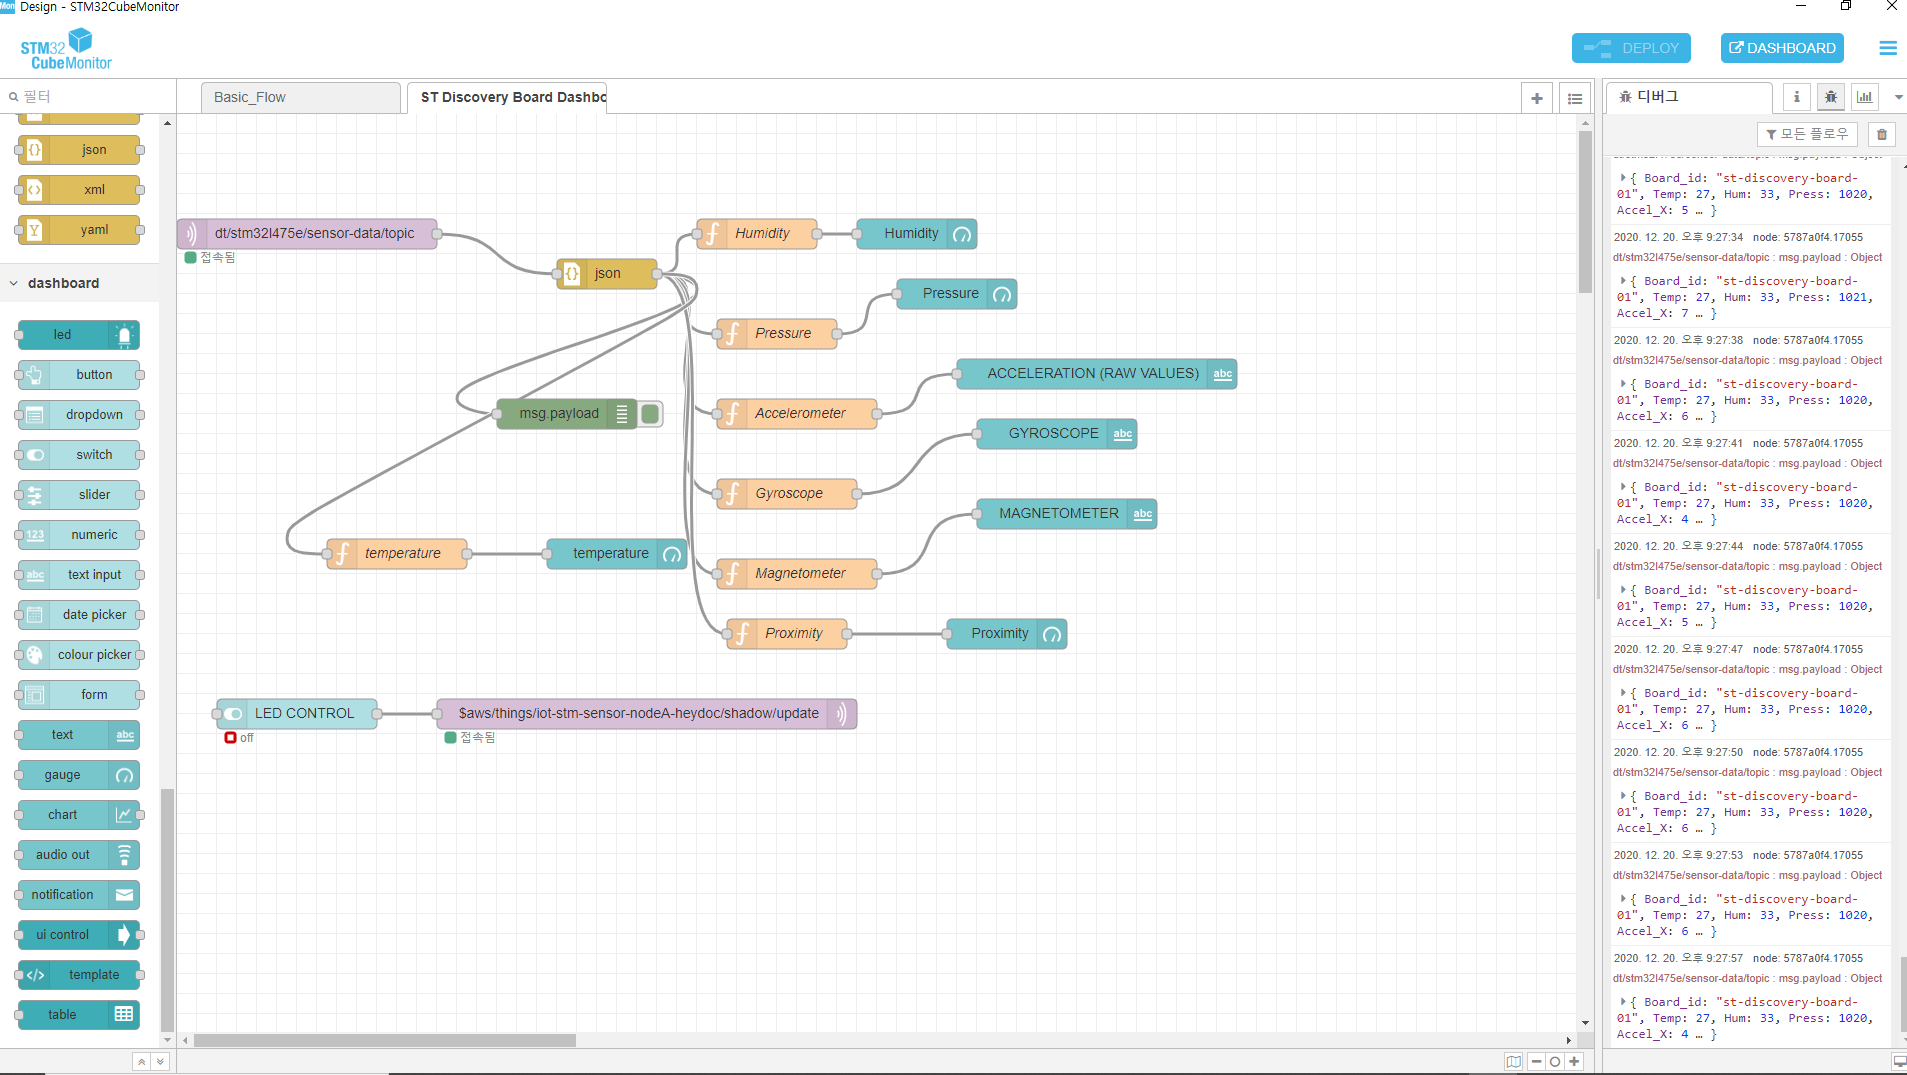 Design - STM32CubeMonitor
STM32
CubeMonitor
DEPLOY
DASHBOARD
필터
Basic_Flow
ST Discovery Board Dashbo
디버그
모든 플로우
json
xml
yaml
dashboard
led
button
dropdown
switch
slider
numeric
text input
date picker
colour picker
form
text
gauge
chart
audio out
notification
ui control
template
table
dt/stm32l475e/sensor-data/topic
접속됨
json
Humidity
Humidity
Pressure
Pressure
ACCELERATION (RAW VALUES)
abc
msg.payload
Accelerometer
GYROSCOPE
abc
Gyroscope
MAGNETOMETER
abc
temperature
temperature
Magnetometer
Proximity
Proximity
LED CONTROL
$aws/things/iot-stm-sensor-nodeA-heydoc/shadow/update
off
접속됨
dt/stm32l475e/sensor-data/topic : msg.payload : Object
{ Board_id: "st-discovery-board-
01", Temp: 27, Hum: 33, Press: 1020,
Accel_X: 5 … }
2020. 12. 20. 오후 9:27:34 node: 5787a0f4.17055
dt/stm32l475e/sensor-data/topic : msg.payload : Object
{ Board_id: "st-discovery-board-
01", Temp: 27, Hum: 33, Press: 1021,
Accel_X: 7 … }
2020. 12. 20. 오후 9:27:38 node: 5787a0f4.17055
dt/stm32l475e/sensor-data/topic : msg.payload : Object
{ Board_id: "st-discovery-board-
01", Temp: 27, Hum: 33, Press: 1020,
Accel_X: 6 … }
2020. 12. 20. 오후 9:27:41 node: 5787a0f4.17055
dt/stm32l475e/sensor-data/topic : msg.payload : Object
{ Board_id: "st-discovery-board-
01", Temp: 27, Hum: 33, Press: 1020,
Accel_X: 4 … }
2020. 12. 20. 오후 9:27:44 node: 5787a0f4.17055
dt/stm32l475e/sensor-data/topic : msg.payload : Object
{ Board_id: "st-discovery-board-
01", Temp: 27, Hum: 33, Press: 1020,
Accel_X: 5 … }
2020. 12. 20. 오후 9:27:47 node: 5787a0f4.17055
dt/stm32l475e/sensor-data/topic : msg.payload : Object
{ Board_id: "st-discovery-board-
01", Temp: 27, Hum: 33, Press: 1020,
Accel_X: 6 … }
2020. 12. 20. 오후 9:27:50 node: 5787a0f4.17055
dt/stm32l475e/sensor-data/topic : msg.payload : Object
{ Board_id: "st-discovery-board-
01", Temp: 27, Hum: 33, Press: 1020,
Accel_X: 6 … }
2020. 12. 20. 오후 9:27:53 node: 5787a0f4.17055
dt/stm32l475e/sensor-data/topic : msg.payload : Object
{ Board_id: "st-discovery-board-
01", Temp: 27, Hum: 33, Press: 1020,
Accel_X: 6 … }
2020. 12. 20. 오후 9:27:57 node: 5787a0f4.17055
dt/stm32l475e/sensor-data/topic : msg.payload : Object
{ Board_id: "st-discovery-board-
01", Temp: 27, Hum: 33, Press: 1020,
Accel_X: 4 … }